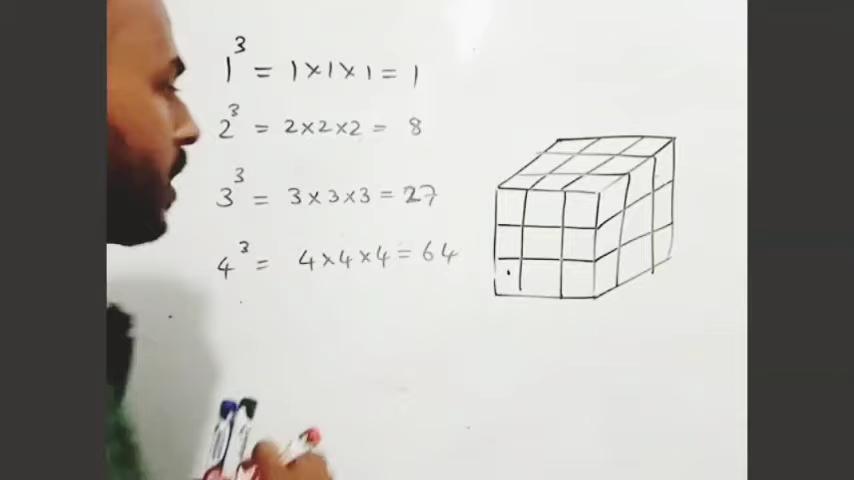 1³ = 1×1×1 = 1
2³ = 2×2×2 = 8
3³ = 3×3×3 = 27
4³ = 4×4×4 = 64